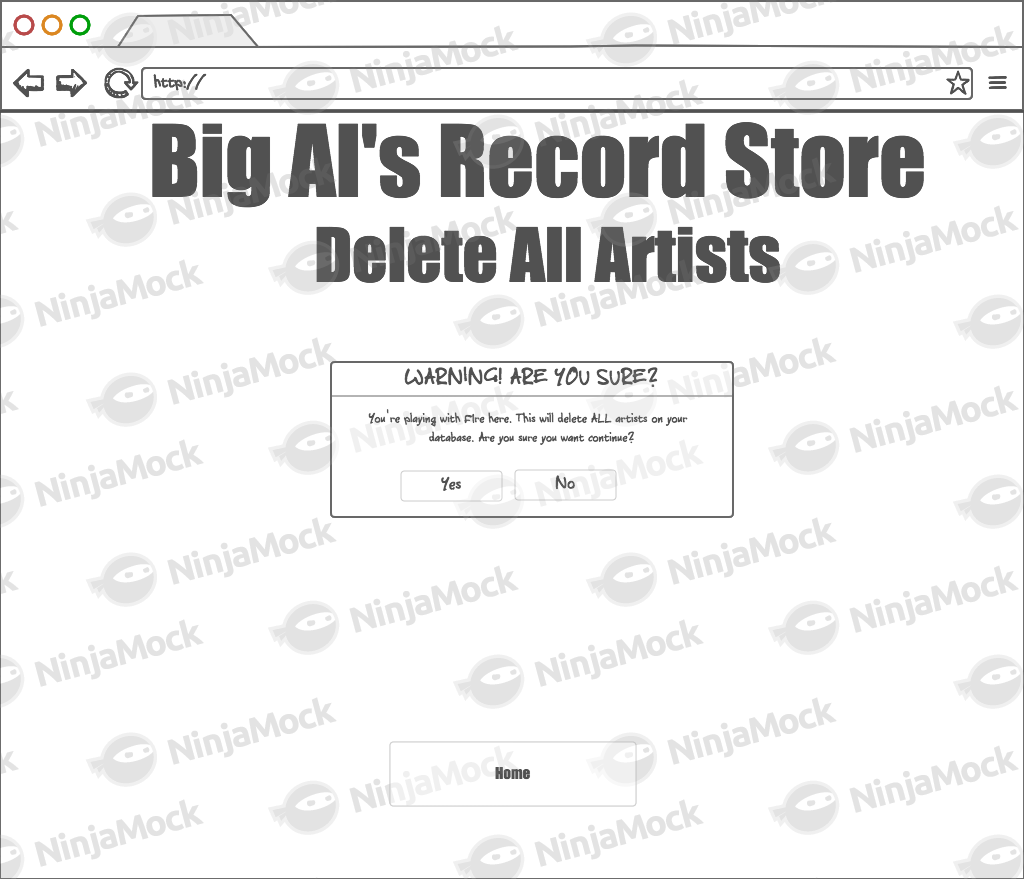 http://
Big Al's Record Store
Delete All Artists
WARNING! ARE YOU SURE?
You're playing with FIre here. This will delete ALL artists on your
database. Are you sure you want continue?
Yes
No
Home
NinjaMock